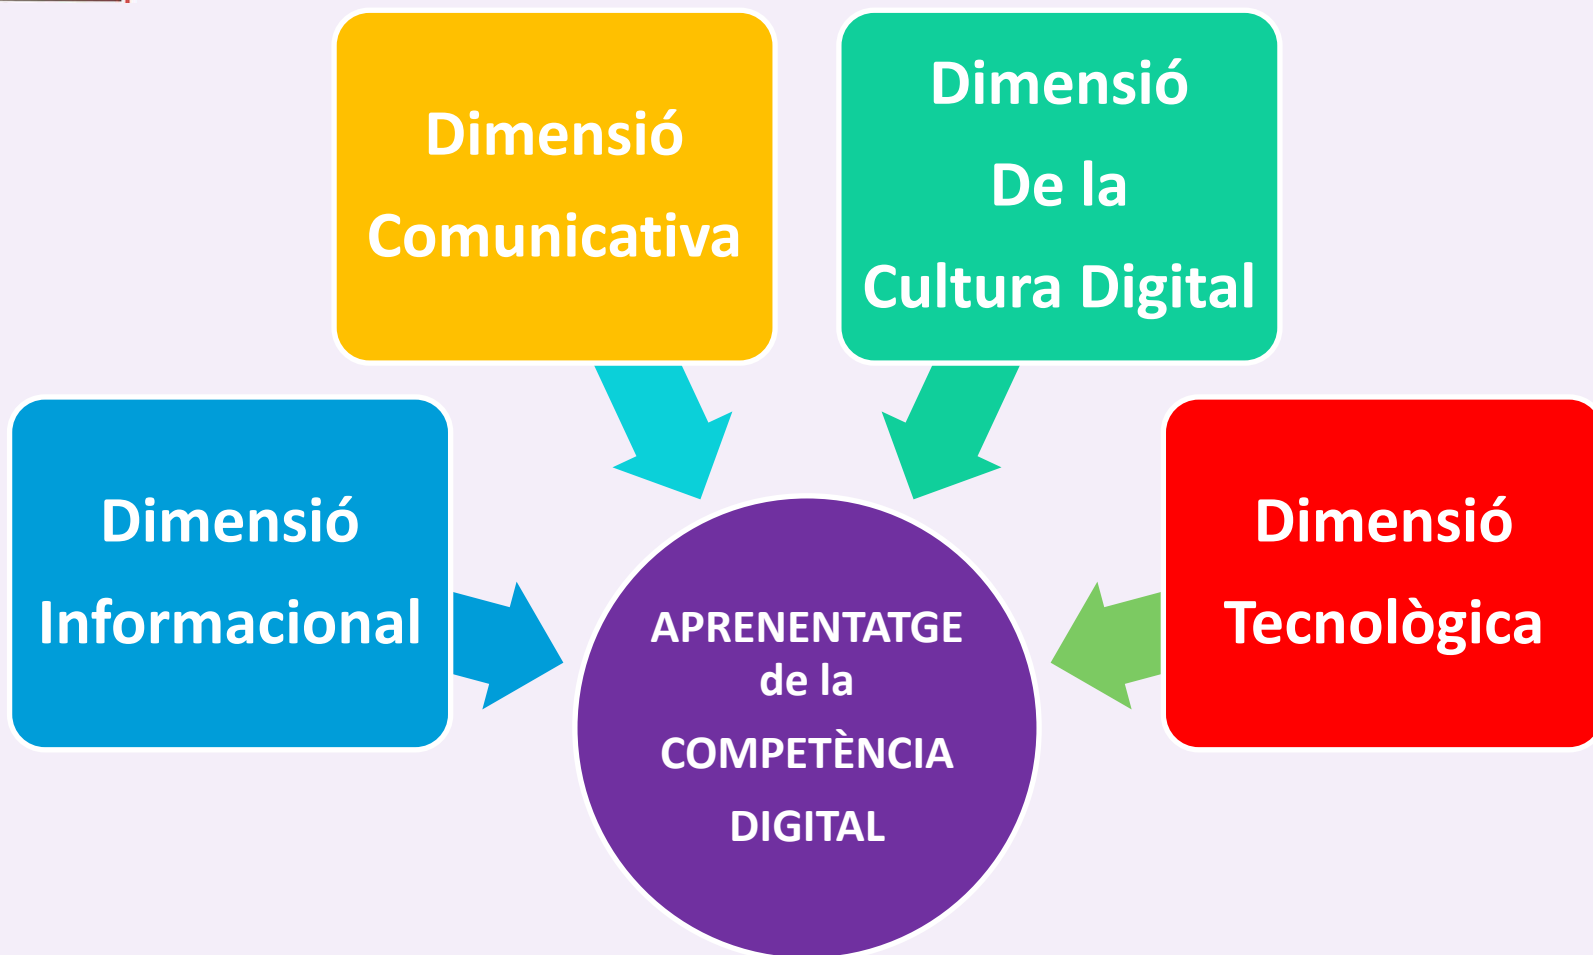 Dimensió
Comunicativa
Dimensió
De la
Cultura Digital
Dimensió
Informacional
Dimensió
Tecnològica
APRENENTATGE
de la
COMPETÈNCIA
DIGITAL